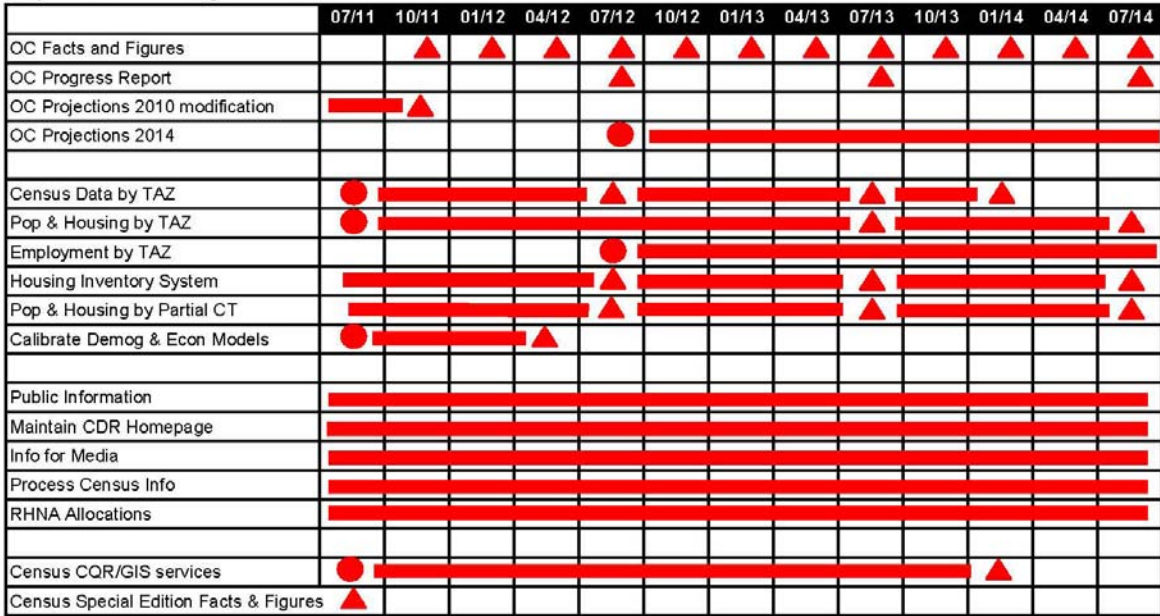 07/11 10/11 01/12 04/12 07/12 10/12 01/13 04/13 07/13 10/13 01/14 04/14 07/14
OC Facts and Figures
OC Progress Report
OC Projections 2010 modification
OC Projections 2014
Census Data by TAZ
Pop & Housing by TAZ
Employment by TAZ
Housing Inventory System
Pop & Housing by Partial CT
Calibrate Demog & Econ Models
Public Information
Maintain CDR Homepage
Info for Media
Process Census Info
RHNA Allocations
Census CQR/GIS services
Census Special Edition Facts & Figures